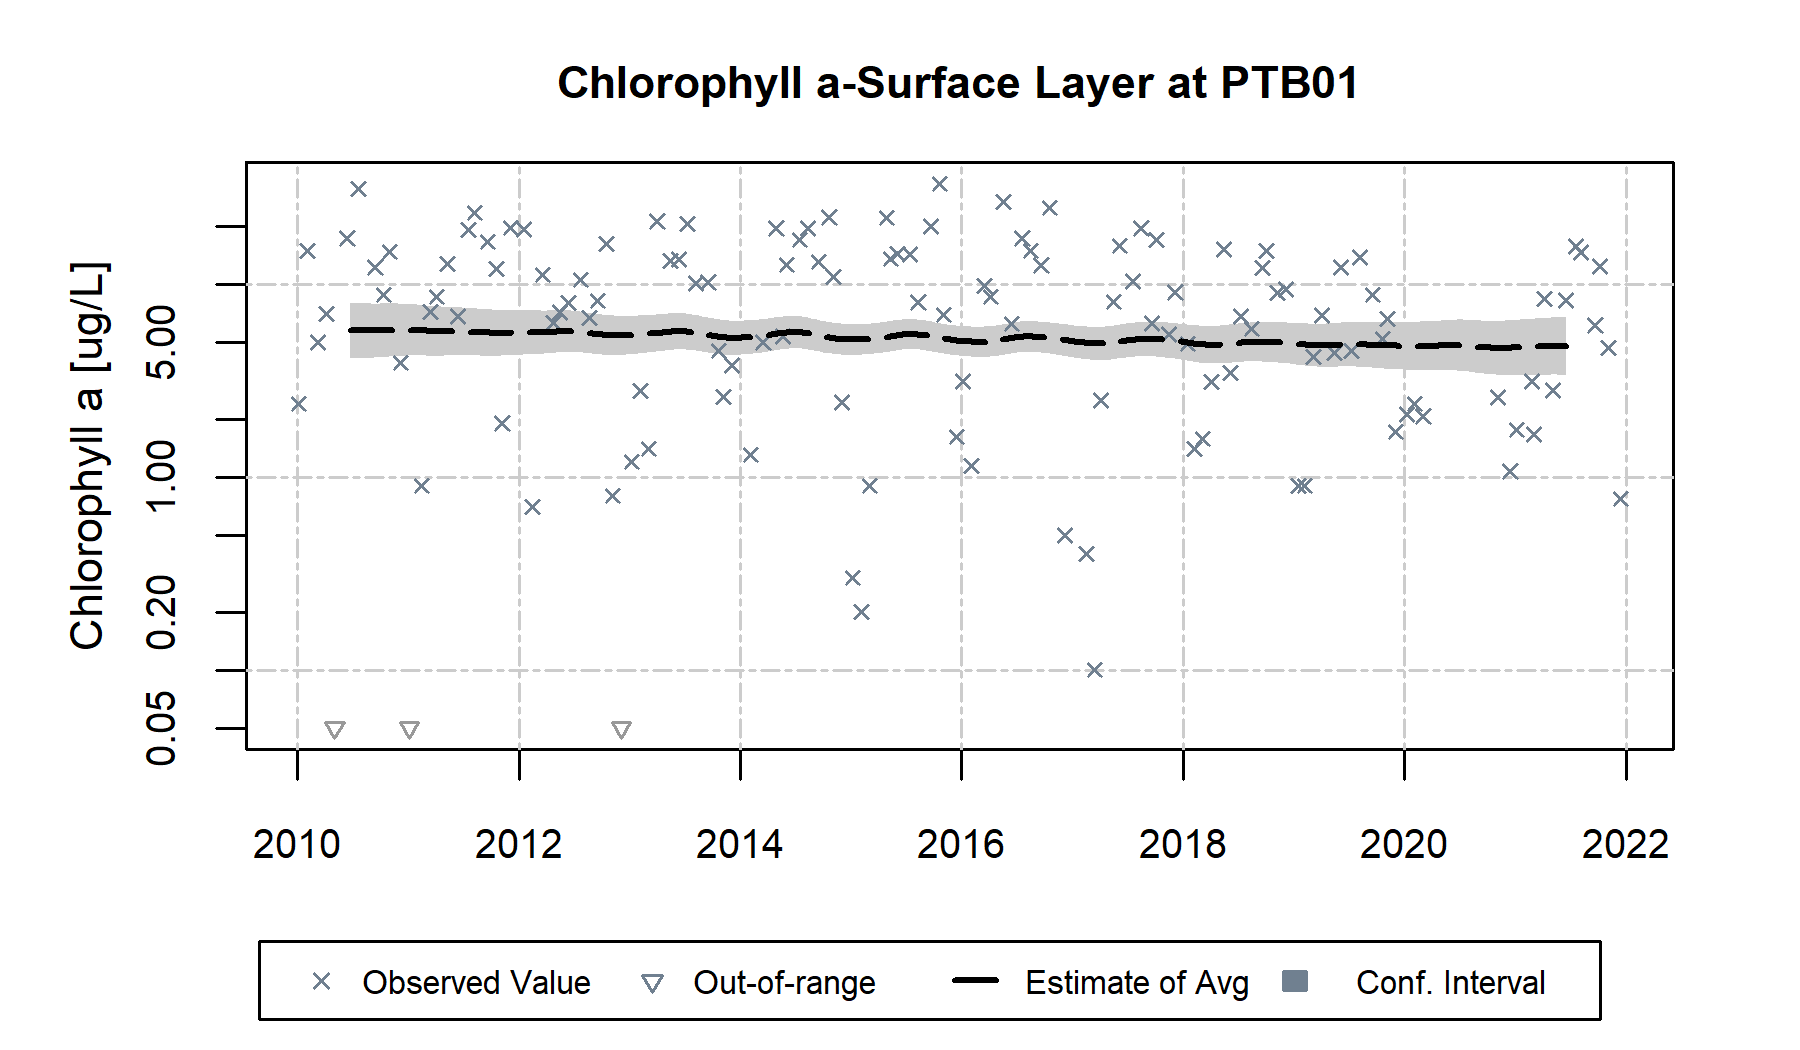 Chlorophyll a-Surface Layer at PTB01
Chlorophyll a [ug/L]
5.00
1.00
0.20
0.05
2010 2012 2014 2016 2018 2020 2022
Observed Value Out-of-range Estimate of Avg Conf. Interval